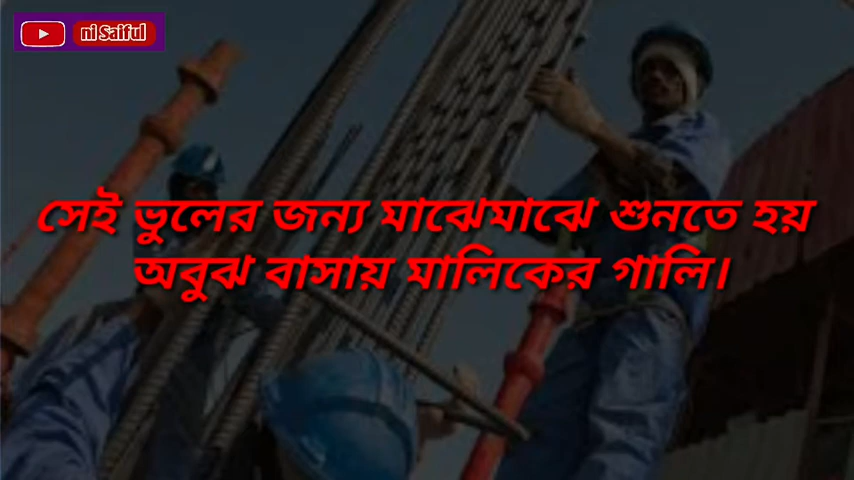 ni Saiful
সেই ভুলের জন্য মাঝেমাঝে শুনতে হয়
অবুঝ বাসায় মালিকের গালি।